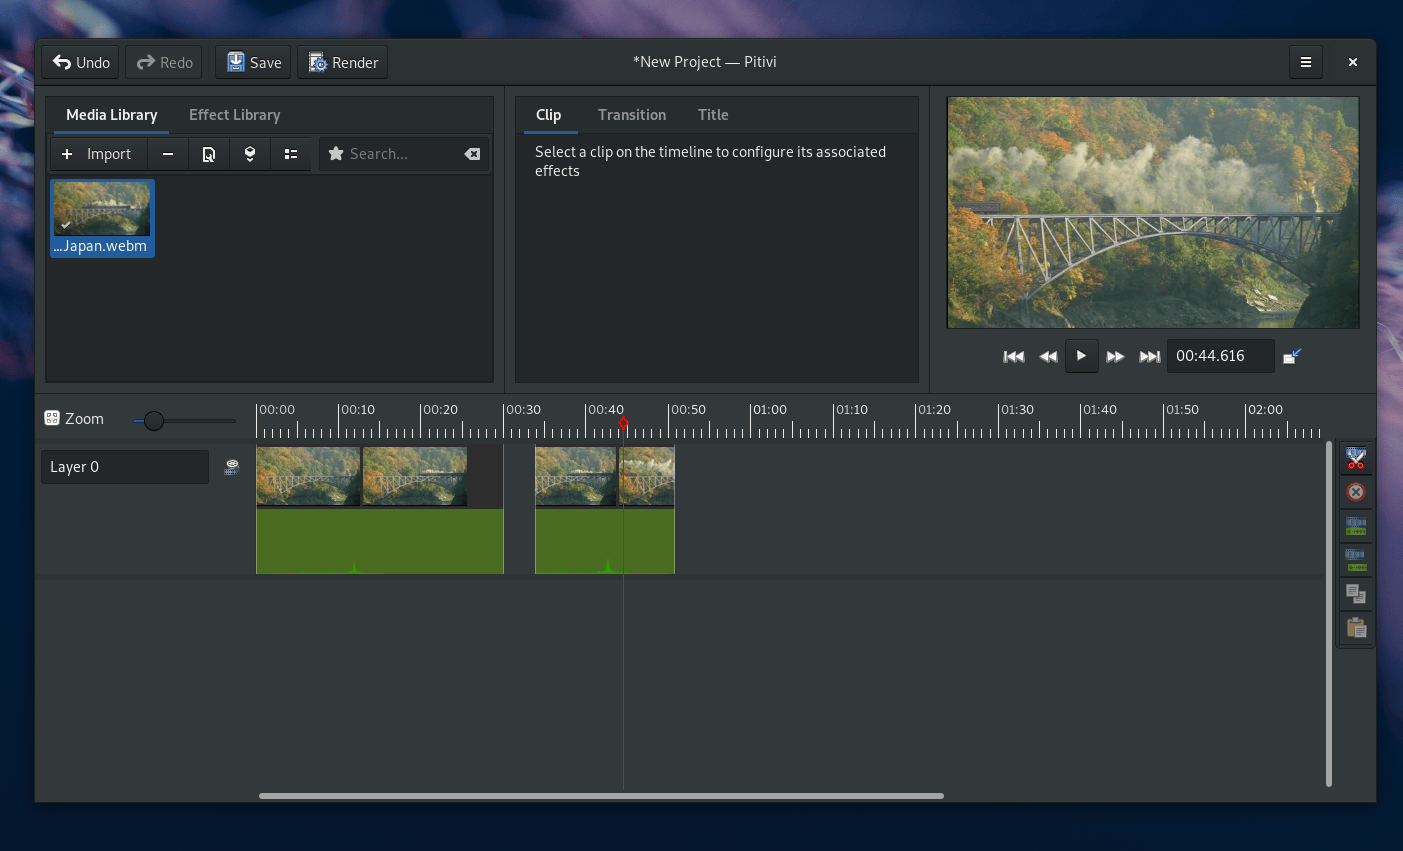 Undo
Redo
Save
Render
*New Project — Pitivi
Media Library
Effect Library
Import
Search...
...Japan.webm
Clip
Transition
Title
Select a clip on the timeline to configure its associated
effects
00:44.616
Zoom
00:00
00:10
00:20
00:30
00:40
00:50
01:00
01:10
01:20
01:30
01:40
01:50
02:00
Layer 0